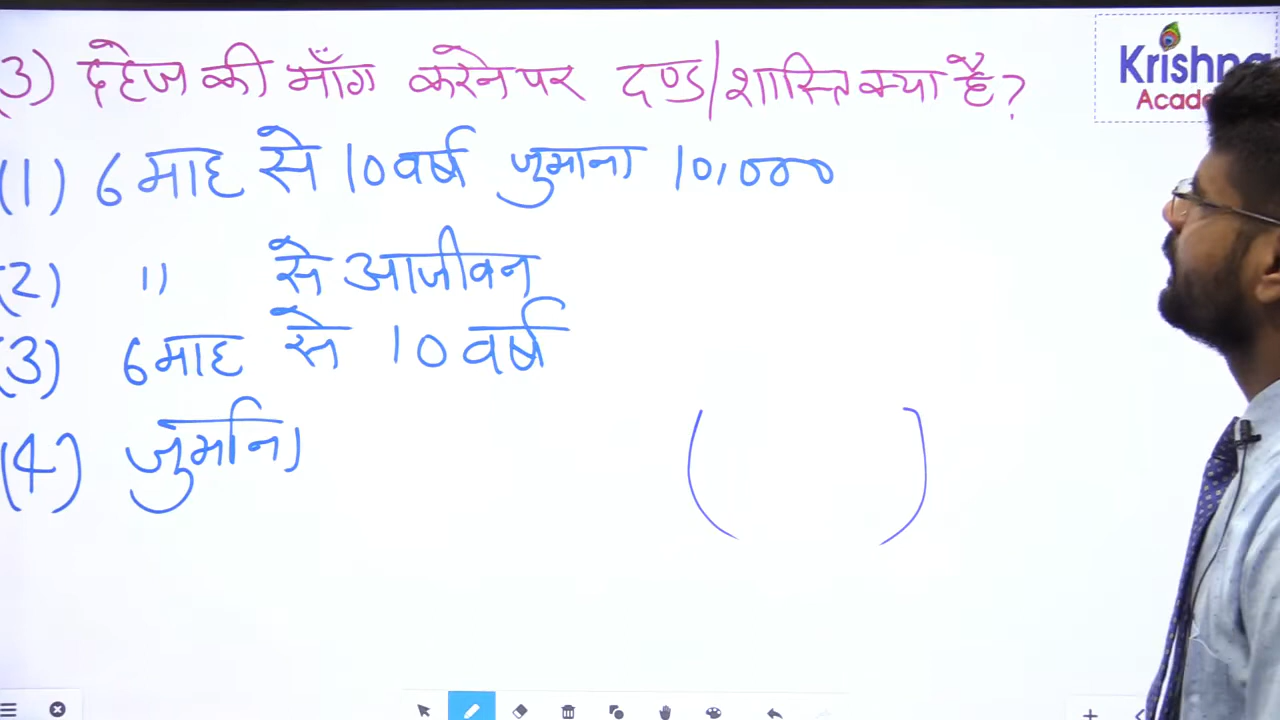 (3) दहेज की माँग करने पर दण्ड/शास्ति क्या है?
Krishna
Acade
(1) 6 माह से 10 वर्ष जुमाना 10,000
(2) " से आजीवन
(3) 6 माह से 10 वर्ष
(4) जुर्माना
( )